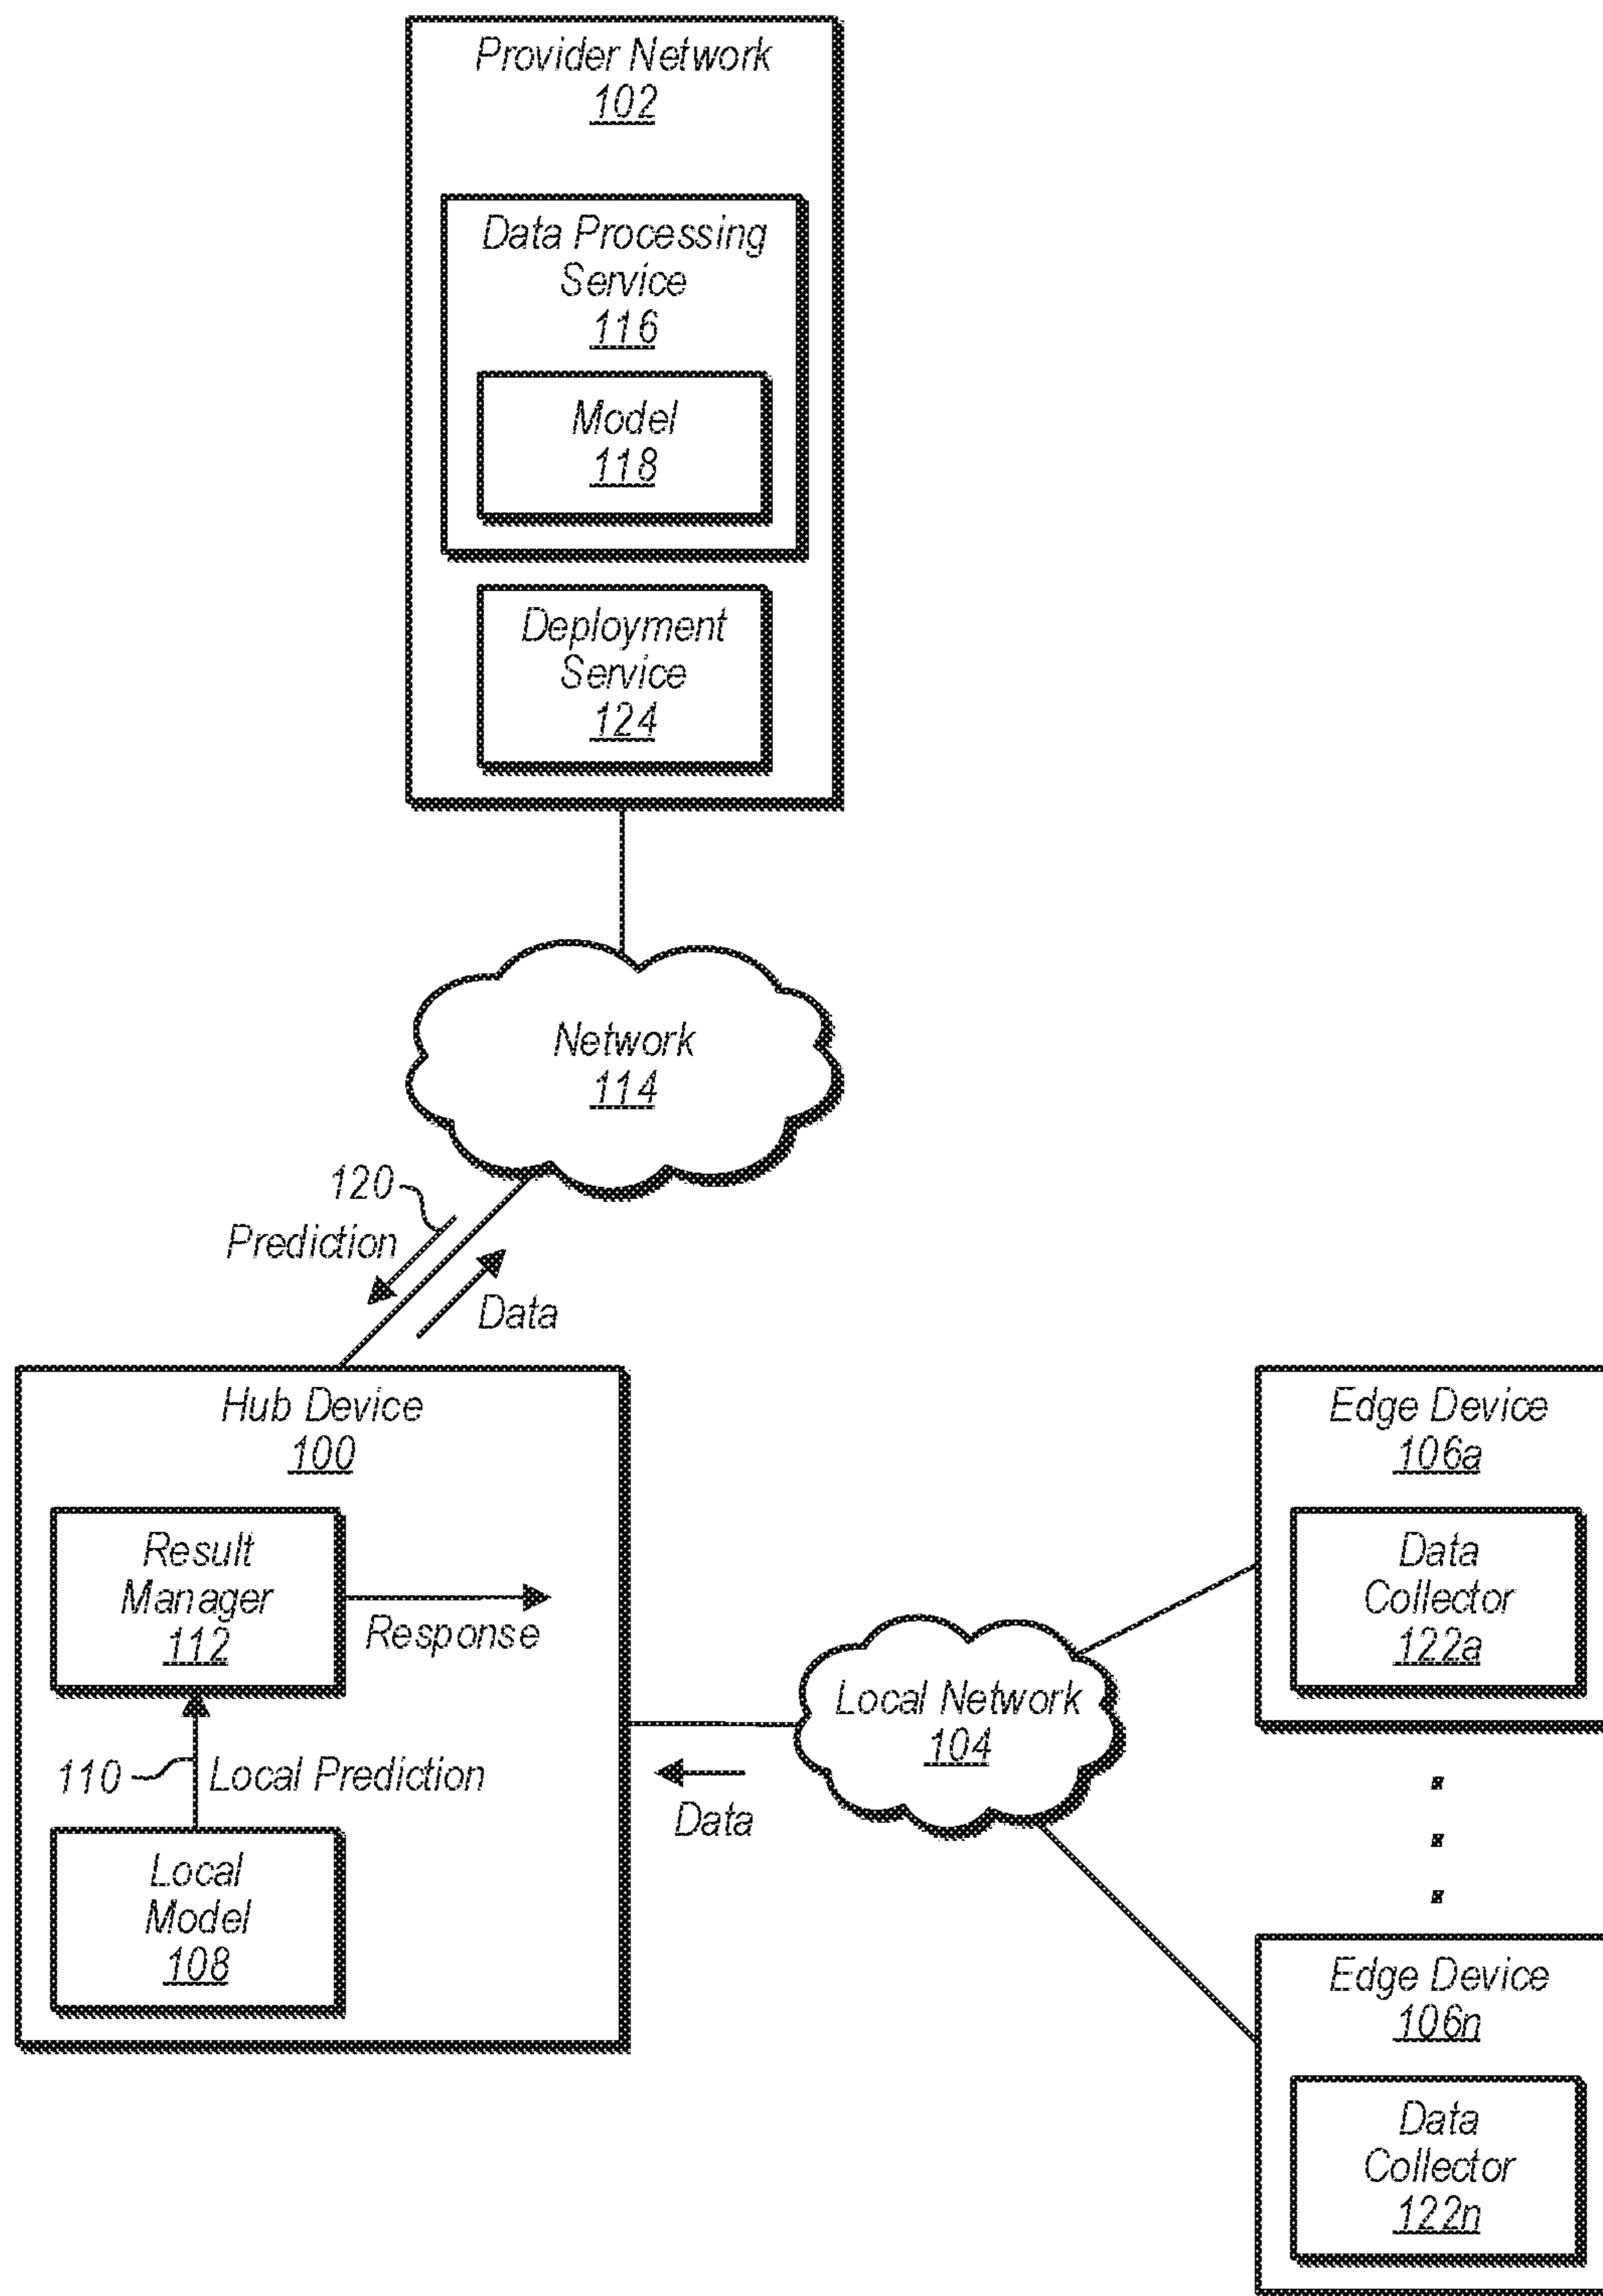 Provider Network
102
Data Processing
Service
116
Model
118
Deployment
Service
124
Network
114
120
Prediction
Data
Hub Device
100
Result
Manager
112
Response
110
Local Prediction
Local
Model
108
Local Network
104
Data
Edge Device
106a
Data
Collector
122a
Edge Device
106n
Data
Collector
122n